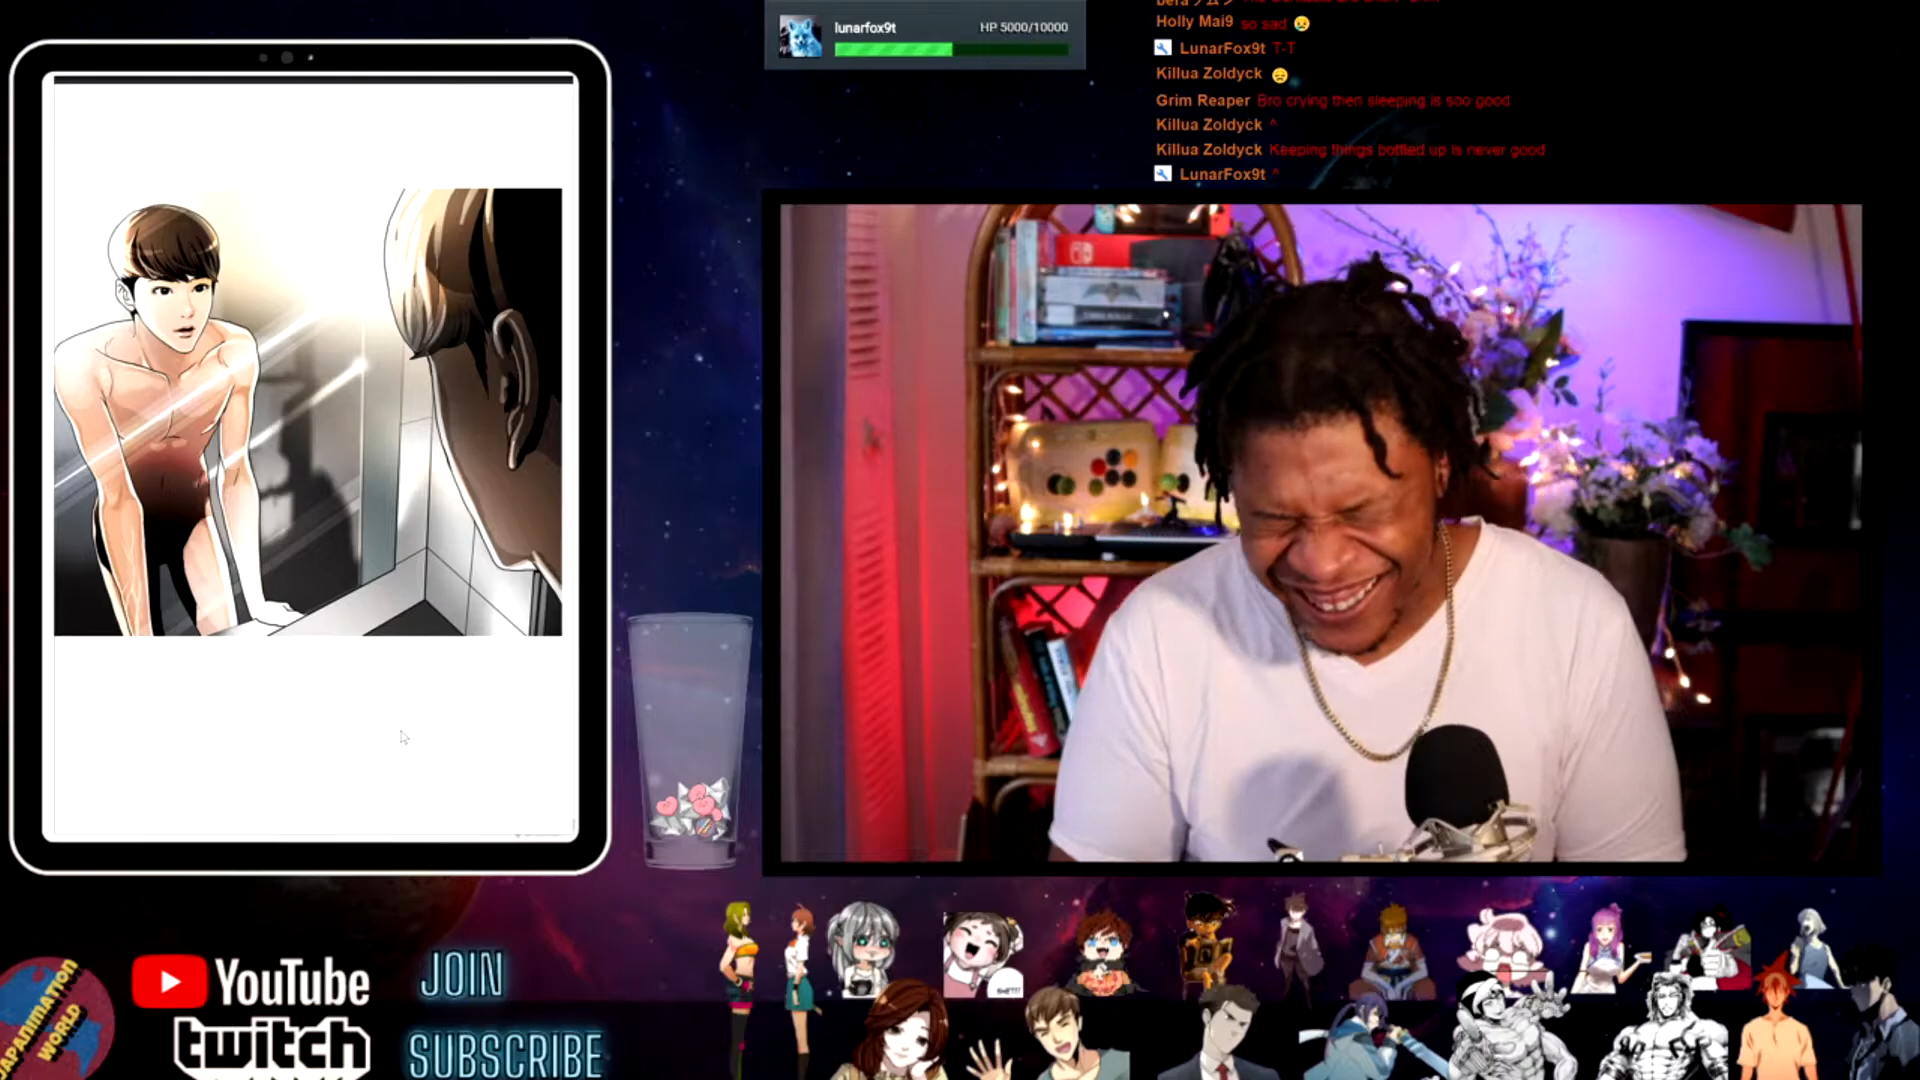 lunarfox9t HP 5000/10000
Holly Mai9 so sad 😢
LunarFox9t T-T
Killua Zoldyck 😞
Grim Reaper Bro crying then sleeping is soo good
Killua Zoldyck ^
Killua Zoldyck Keeping things bottled up is never good
LunarFox9t ^
JAPANIMATION
WORLD
YouTube
twitch
JOIN
SUBSCRIBE